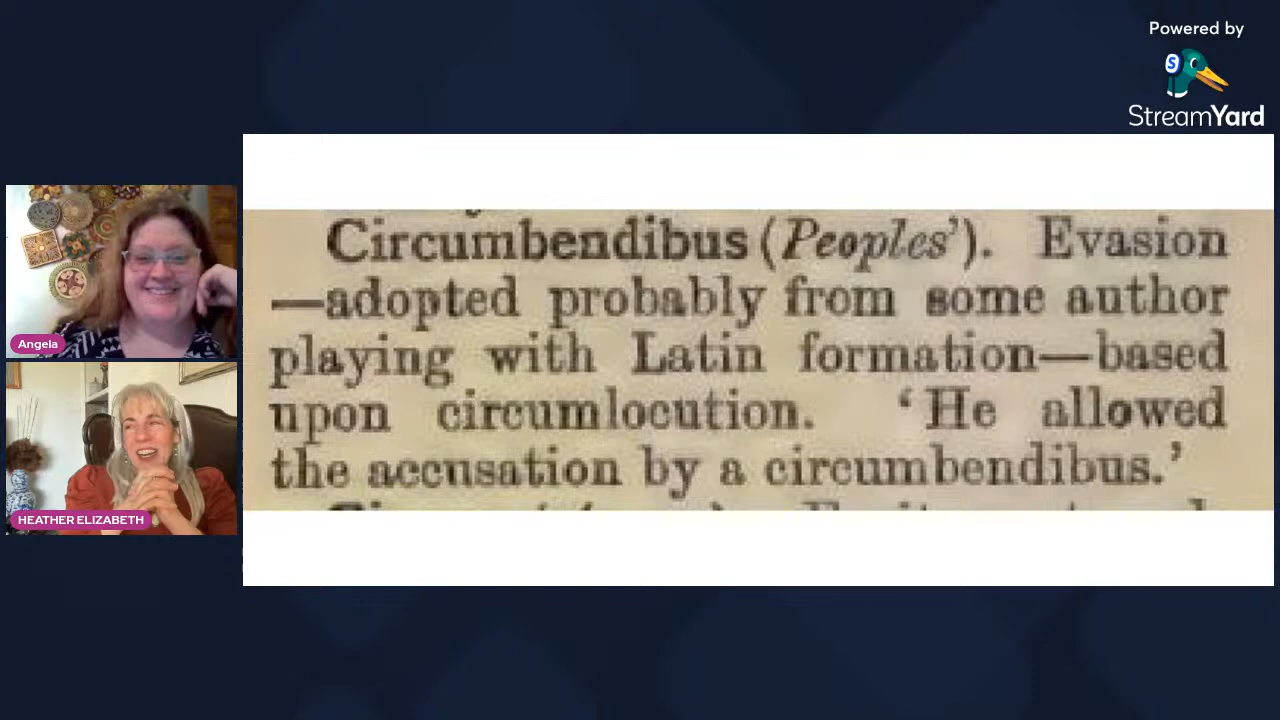 Powered by
S
StreamYard
Circumbendibus (Peoples'). Evasion
—adopted probably from some author
playing with Latin formation—based
upon circumlocution. ‘He allowed
the accusation by a circumbendibus.’
Angela
HEATHER ELIZABETH